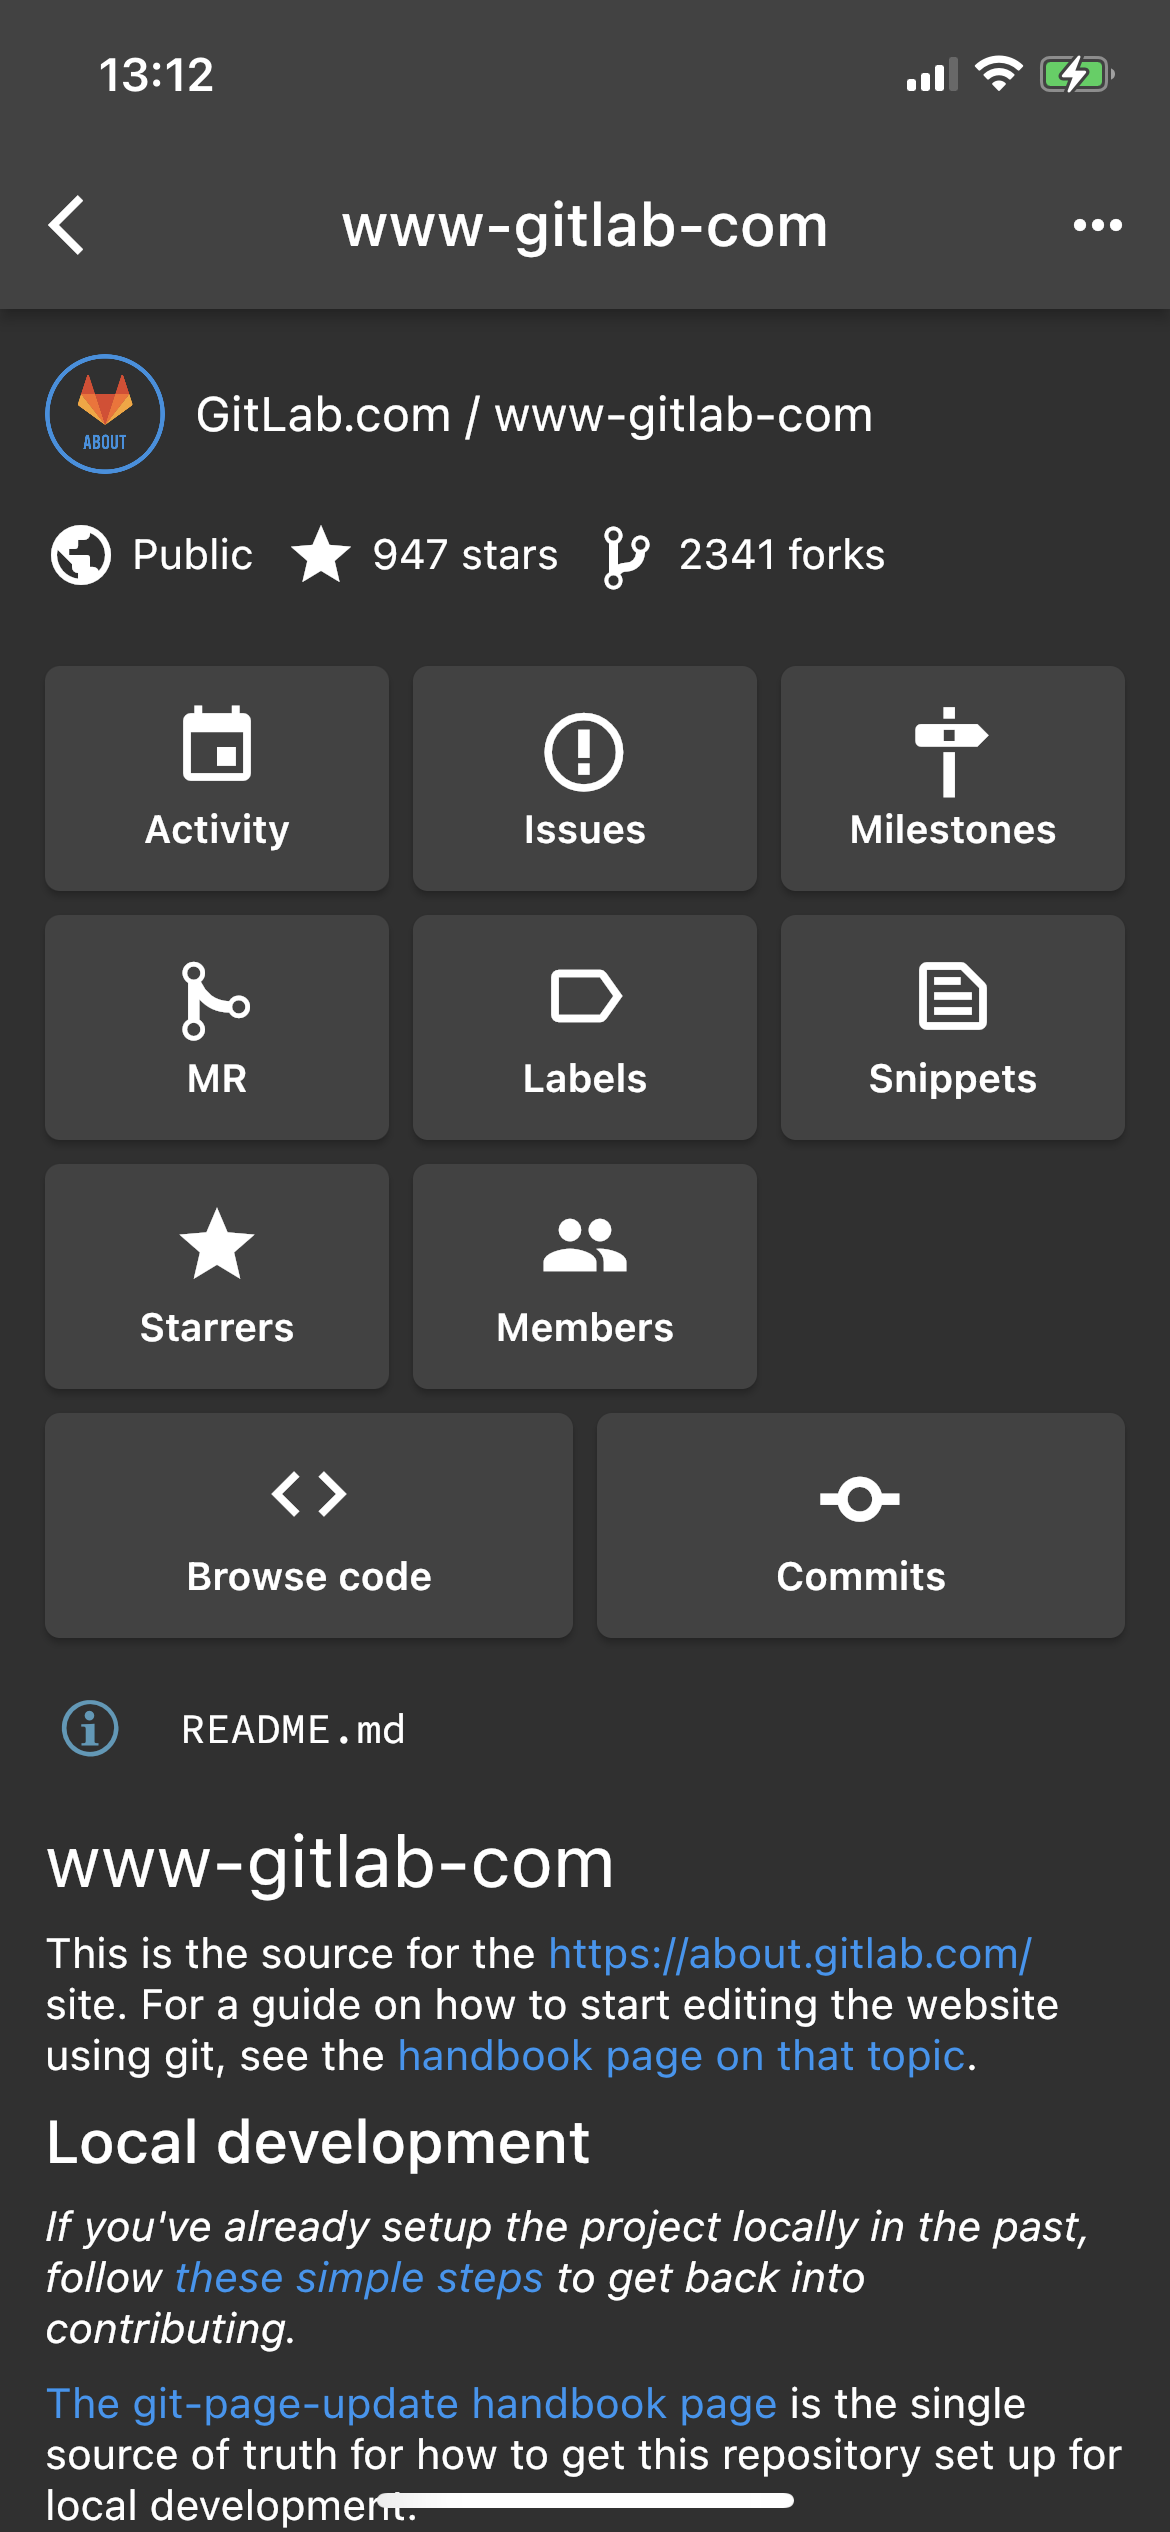 13:12
www-gitlab-com
ABOUT
GitLab.com / www-gitlab-com
Public 947 stars 2341 forks
Activity Issues Milestones
MR Labels Snippets
Starrers Members
Browse code Commits
README.md
www-gitlab-com
This is the source for the https://about.gitlab.com/
site. For a guide on how to start editing the website
using git, see the handbook page on that topic.
Local development
If you've already setup the project locally in the past,
follow these simple steps to get back into
contributing.
The git-page-update handbook page is the single
source of truth for how to get this repository set up for
local development.